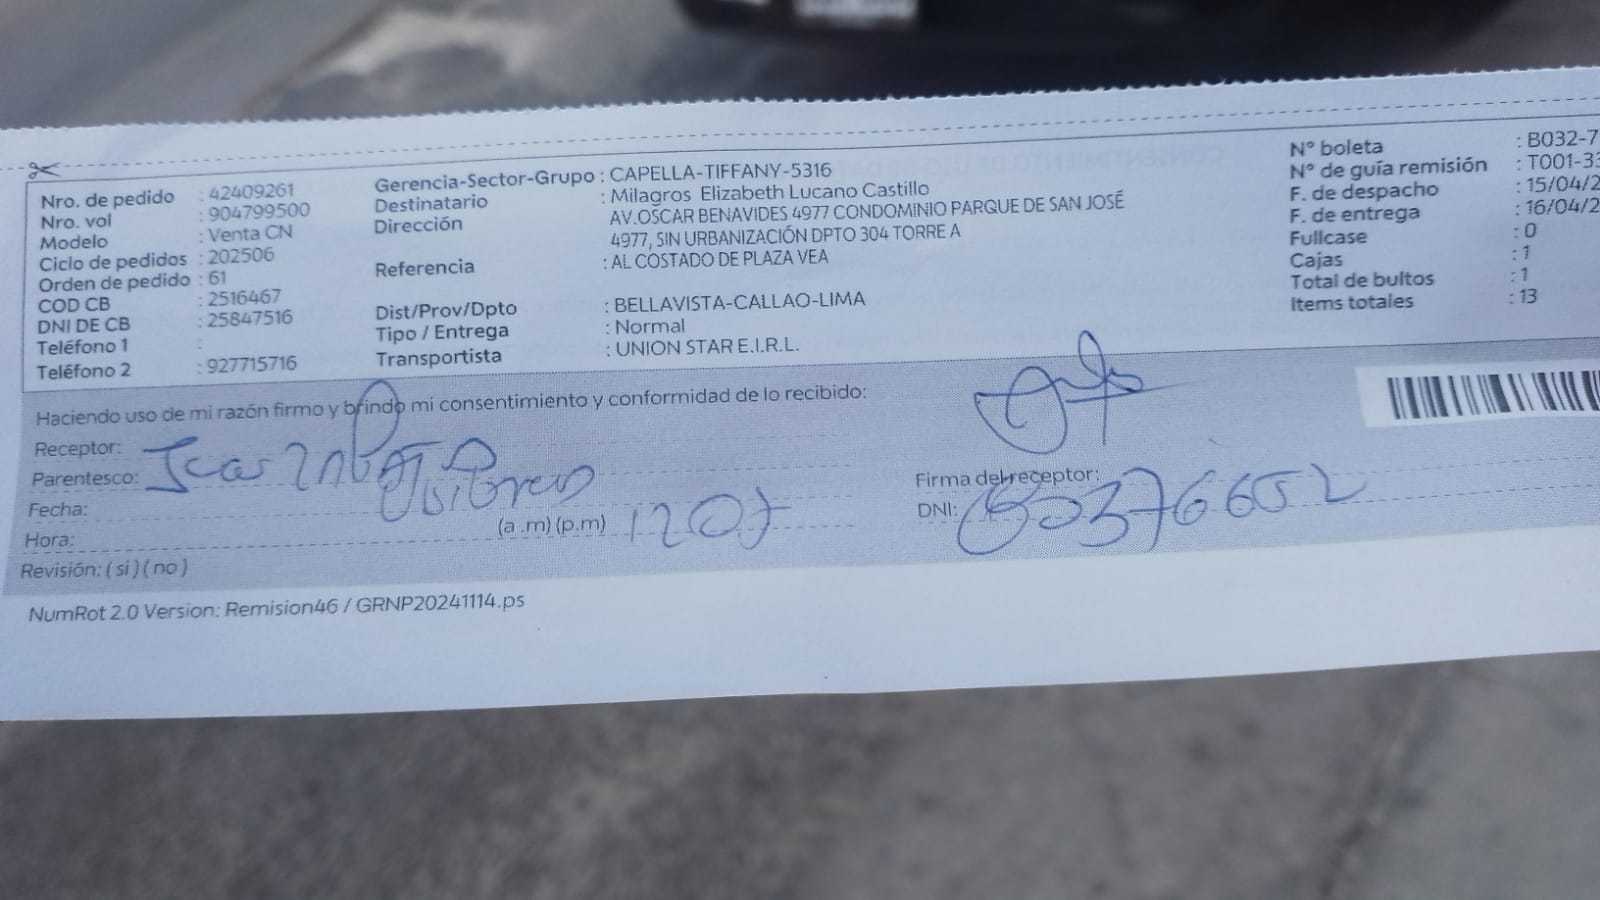 Nro. de pedido : 42409261
Nro. vol : 904799500
Modelo : Venta CN
Ciclo de pedidos : 202506
Orden de pedido : 61
COD CB : 2516467
DNI DE CB : 25847516
Teléfono 1 :
Teléfono 2 : 927715716
Gerencia-Sector-Grupo : CAPELLA-TIFFANY-5316
Destinatario : Milagros Elizabeth Lucano Castillo
Dirección AV.OSCAR BENAVIDES 4977 CONDOMINIO PARQUE DE SAN JOSÉ
4977, SIN URBANIZACIÓN DPTO 304 TORRE A
Referencia : AL COSTADO DE PLAZA VEA
Dist/Prov/Dpto : BELLAVISTA-CALLAO-LIMA
Tipo / Entrega : Normal
Transportista : UNION STAR E.I.R.L.
N° boleta : B032-7
N° de guía remisión : T001-33
F. de despacho : 15/04/2
F. de entrega : 16/04/2
Fullcase : 0
Cajas : 1
Total de bultos : 1
Items totales : 13
Haciendo uso de mi razón firmo y brindo mi consentimiento y conformidad de lo recibido:
Receptor:
Parentesco:
Fecha:
Hora: (a .m) (p.m) 1207
Revisión: ( si ) ( no )
Firma del receptor:
DNI: 60376652
NumRot 2.0 Version: Remision46 / GRNP20241114.ps